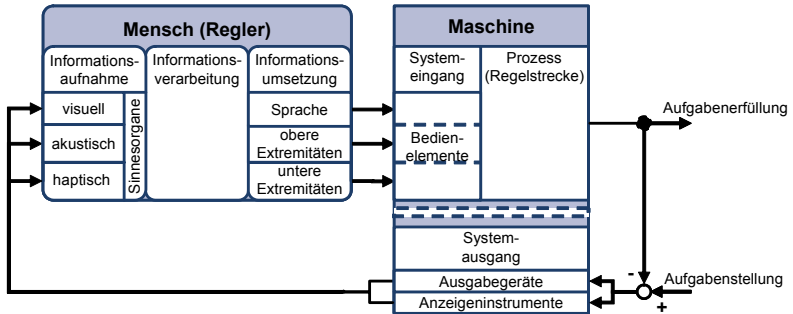 Mensch (Regler)
Informations-
aufnahme
Informations-
verarbeitung
Informations-
umsetzung
visuell
akustisch
haptisch
Sinnesorgane
Sprache
obere
Extremitäten
untere
Extremitäten
Maschine
System-
eingang
Prozess
(Regelstrecke)
Bedien-
elemente
Aufgabenerfüllung
System-
ausgang
Ausgabegeräte
Anzeigeninstrumente
-
Aufgabenstellung
+